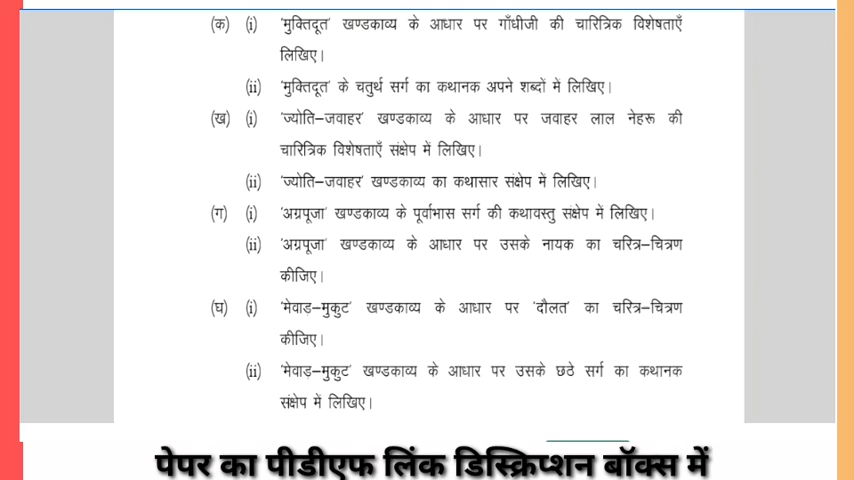 (क) (i) 'मुक्तिदूत' खण्डकाव्य के आधार पर गाँधीजी की चारित्रिक विशेषताएँ
लिखिए।
(ii) 'मुक्तिदूत' के चतुर्थ सर्ग का कथानक अपने शब्दों में लिखिए।
(ख) (i) 'ज्योति–जवाहर' खण्डकाव्य के आधार पर जवाहर लाल नेहरू की
चारित्रिक विशेषताएँ संक्षेप में लिखिए।
(ii) 'ज्योति–जवाहर' खण्डकाव्य का कथासार संक्षेप में लिखिए।
(ग) (i) 'अग्रपूजा' खण्डकाव्य के पूर्वाभास सर्ग की कथावस्तु संक्षेप में लिखिए।
(ii) 'अग्रपूजा' खण्डकाव्य के आधार पर उसके नायक का चरित्र–चित्रण
कीजिए।
(घ) (i) 'मेवाड़–मुकुट' खण्डकाव्य के आधार पर 'दौलत' का चरित्र–चित्रण
कीजिए।
(ii) 'मेवाड़–मुकुट' खण्डकाव्य के आधार पर उसके छठे सर्ग का कथानक
संक्षेप में लिखिए।
पेपर का पीडीएफ लिंक डिस्क्रिप्शन बॉक्स में